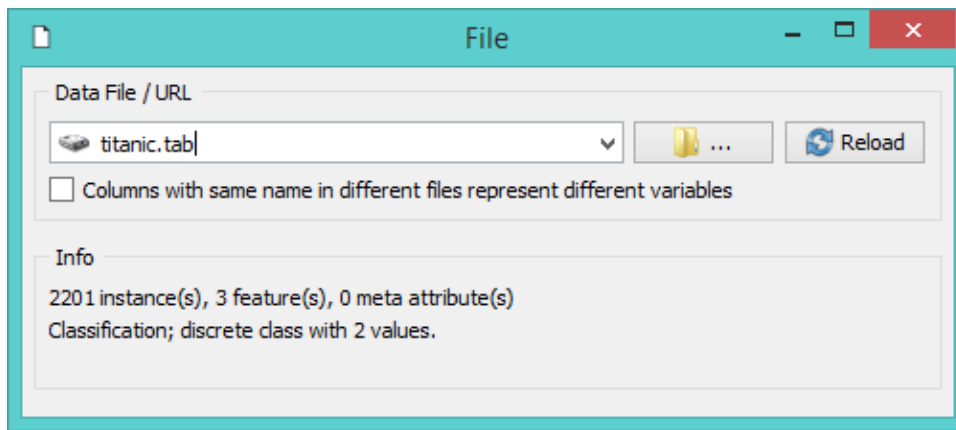 File
Data File / URL
titanic.tab
...
Reload
Columns with same name in different files represent different variables
Info
2201 instance(s), 3 feature(s), 0 meta attribute(s)
Classification; discrete class with 2 values.